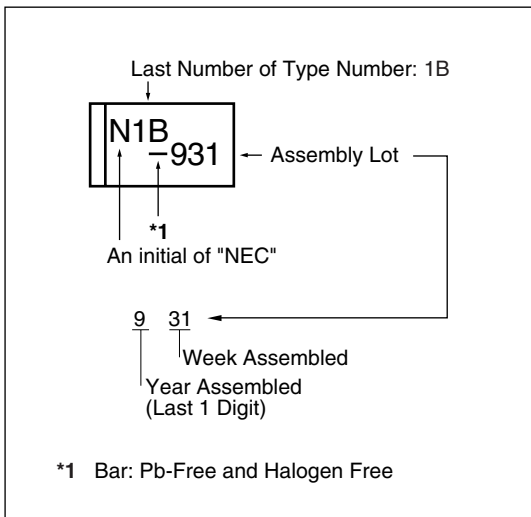 Last Number of Type Number: 1B
N1B
–931
Assembly Lot
*1
An initial of "NEC"
9 31
Week Assembled
Year Assembled
(Last 1 Digit)
*1 Bar: Pb-Free and Halogen Free